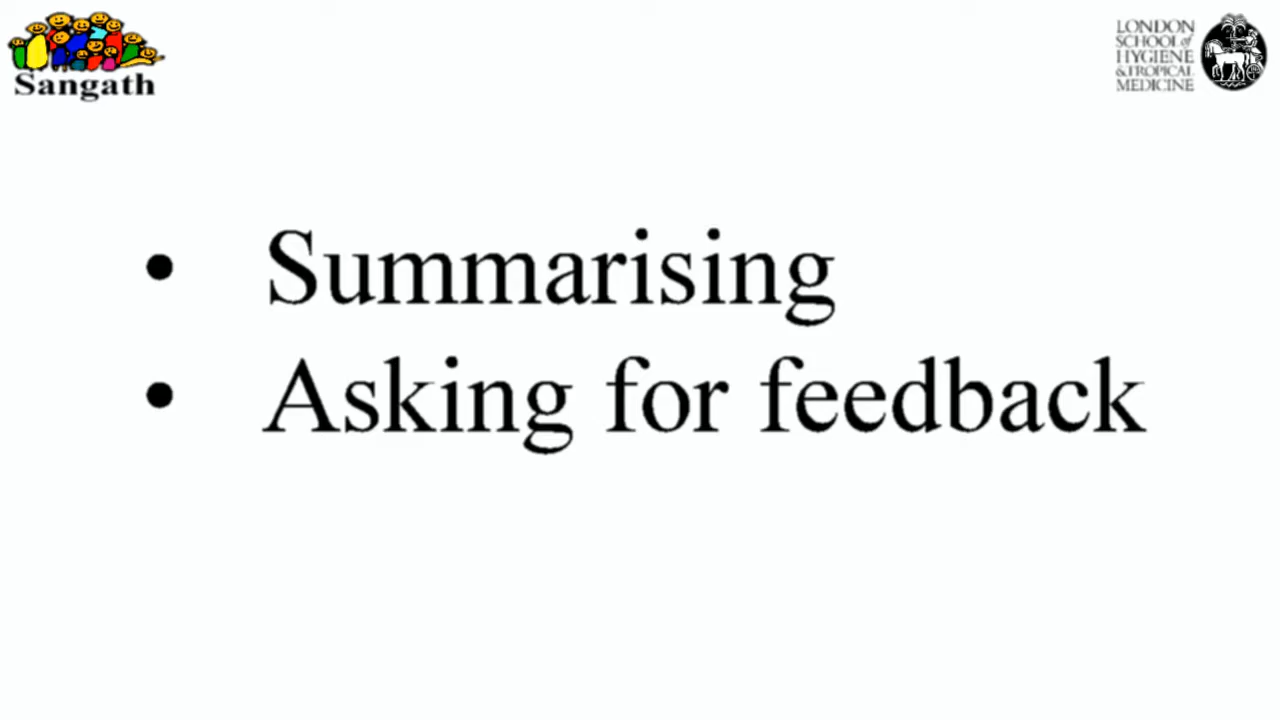 Sangath
LONDON
SCHOOL of
HYGIENE
& TROPICAL
MEDICINE
• Summarising
• Asking for feedback